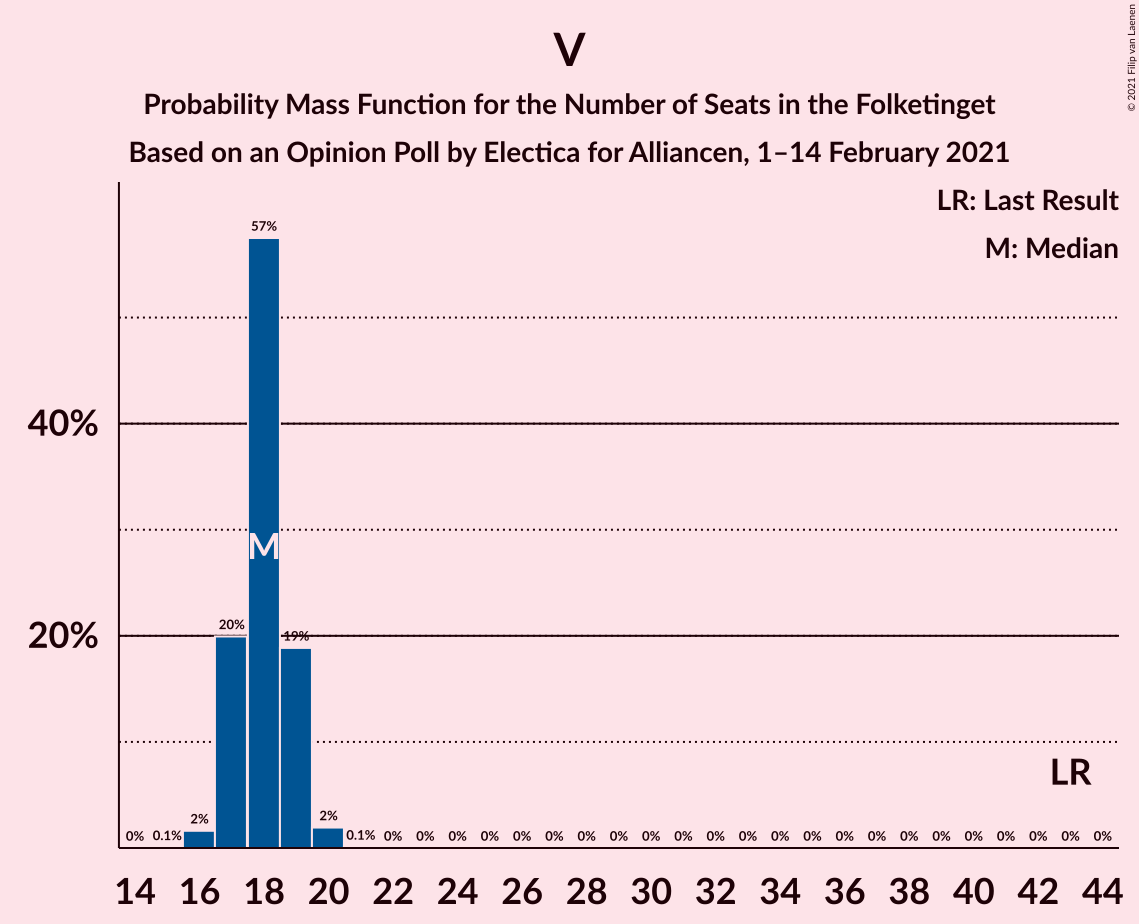 V
Probability Mass Function for the Number of Seats in the Folketinget
Based on an Opinion Poll by Electica for Alliancen, 1–14 February 2021
© 2021 Filip van Laenen
LR: Last Result
M: Median
57%
40%
M
20%
20%
19%
LR
0% 0.1% 2% 2% 0.1% 0% 0% 0% 0% 0% 0% 0% 0% 0% 0% 0% 0% 0% 0% 0% 0% 0% 0% 0% 0% 0% 0% 0%
14 16 18 20 22 24 26 28 30 32 34 36 38 40 42 44